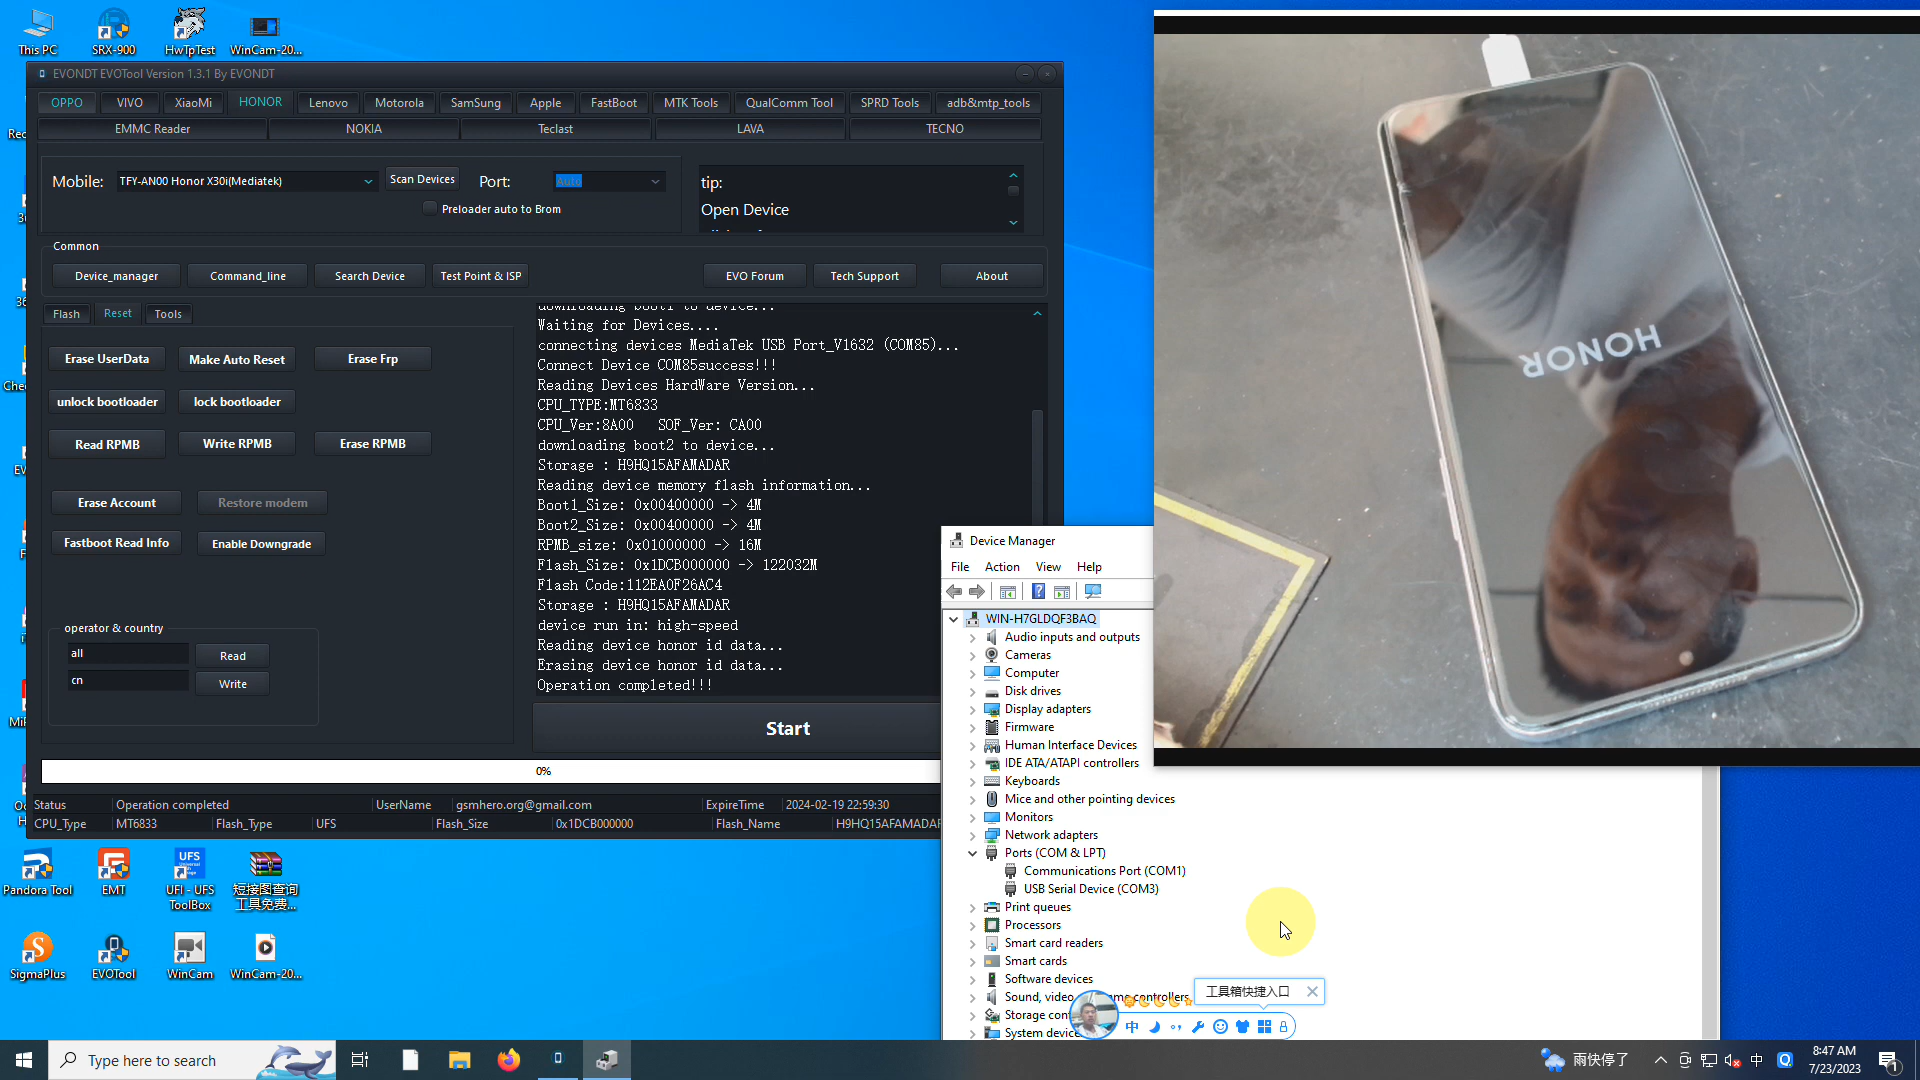 This PC
SRX-900
HwTpTest
WinCam-20...
EVONDT EVOTool Version 1.3.1 By EVONDT
OPPO
VIVO
XiaoMi
HONOR
Lenovo
Motorola
SamSung
Apple
FastBoot
MTK Tools
QualComm Tool
SPRD Tools
adb&mtp_tools
EMMC Reader
NOKIA
Teclast
LAVA
TECNO
Mobile:
TFY-AN00 Honor X30i(Mediatek)
Scan Devices
Port:
Auto
Preloader auto to Brom
tip:
Open Device
Common
Device_manager
Command_line
Search Device
Test Point & ISP
EVO Forum
Tech Support
About
Flash
Reset
Tools
Erase UserData
Make Auto Reset
Erase Frp
unlock bootloader
lock bootloader
Read RPMB
Write RPMB
Erase RPMB
Erase Account
Restore modem
Fastboot Read Info
Enable Downgrade
operator & country
all
Read
cn
Write
downloading boot1 to device...
Waiting for Devices....
connecting devices MediaTek USB Port_V1632 (COM85)...
Connect Device COM85success!!!
Reading Devices HardWare Version...
CPU_TYPE:MT6833
CPU_Ver:8A00 SOF_Ver: CA00
downloading boot2 to device...
Storage : H9HQ15AFAMADAR
Reading device memory flash information...
Boot1_Size: 0x00400000 -> 4M
Boot2_Size: 0x00400000 -> 4M
RPMB_size: 0x01000000 -> 16M
Flash_Size: 0x1DCB000000 -> 122032M
Flash Code:112EA0F26AC4
Storage : H9HQ15AFAMADAR
device run in: high-speed
Reading device honor id data...
Erasing device honor id data...
Operation completed!!!
Start
0%
Status
Operation completed
UserName
gsmhero.org@gmail.com
ExpireTime
2024-02-19 22:59:30
CPU_Type
MT6833
Flash_Type
UFS
Flash_Size
0x1DCB000000
Flash_Name
H9HQ15AFAMADAR
HONOR
Device Manager
File
Action
View
Help
WIN-H7GLDQF3BAQ
Audio inputs and outputs
Cameras
Computer
Disk drives
Display adapters
Firmware
Human Interface Devices
IDE ATA/ATAPI controllers
Keyboards
Mice and other pointing devices
Monitors
Network adapters
Ports (COM & LPT)
Communications Port (COM1)
USB Serial Device (COM3)
Print queues
Processors
Smart card readers
Smart cards
Software devices
Sound, video
controllers
Storage
System
工具箱快捷入口
中
Pandora Tool
EMT
UFS
UFI - UFS
ToolBox
短接图查询
工具免费...
SigmaPlus
EVOTool
WinCam
WinCam-20...
Type here to search
雨快停了
中
8:47 AM
7/23/2023
1